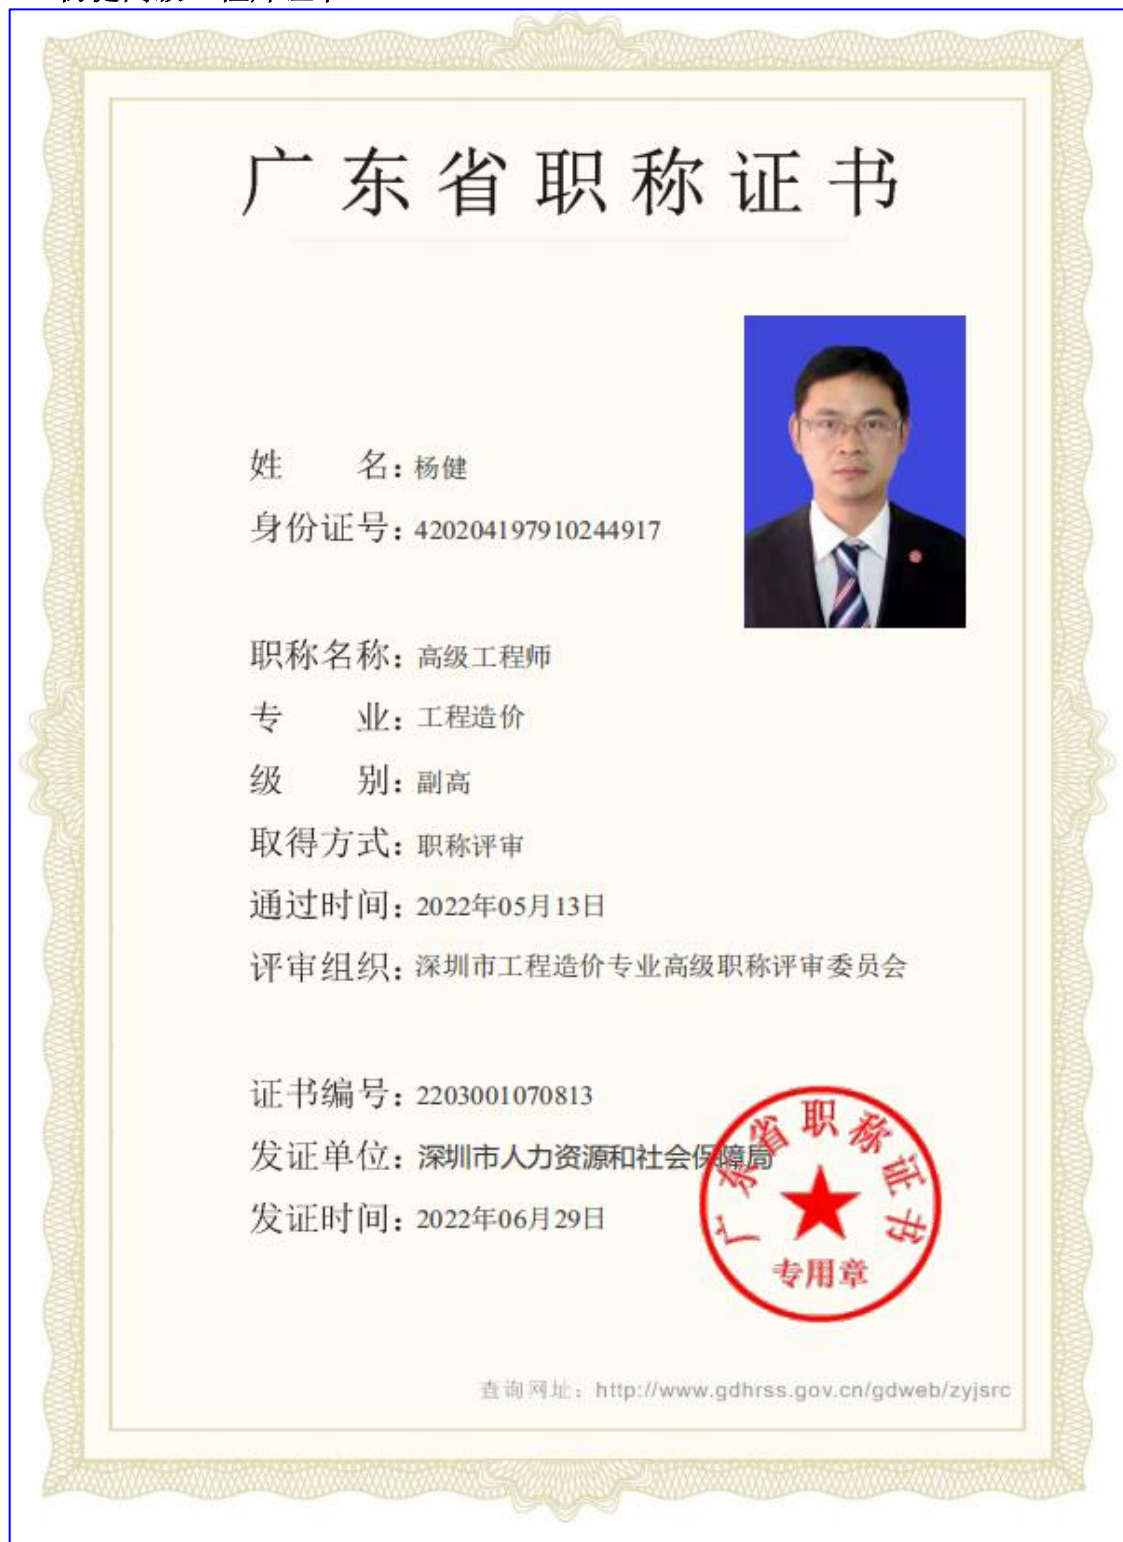 广东省职称证书
姓 名：杨健
身份证号：420204197910244917
职称名称：高级工程师
专 业：工程造价
级 别：副高
取得方式：职称评审
通过时间：2022年05月13日
评审组织：深圳市工程造价专业高级职称评审委员会
证书编号：2203001070813
发证单位：深圳市人力资源和社会保障局
发证时间：2022年06月29日
广东省职称证书
专用章
查询网址：http://www.gdhrss.gov.cn/gdweb/zyjsrc